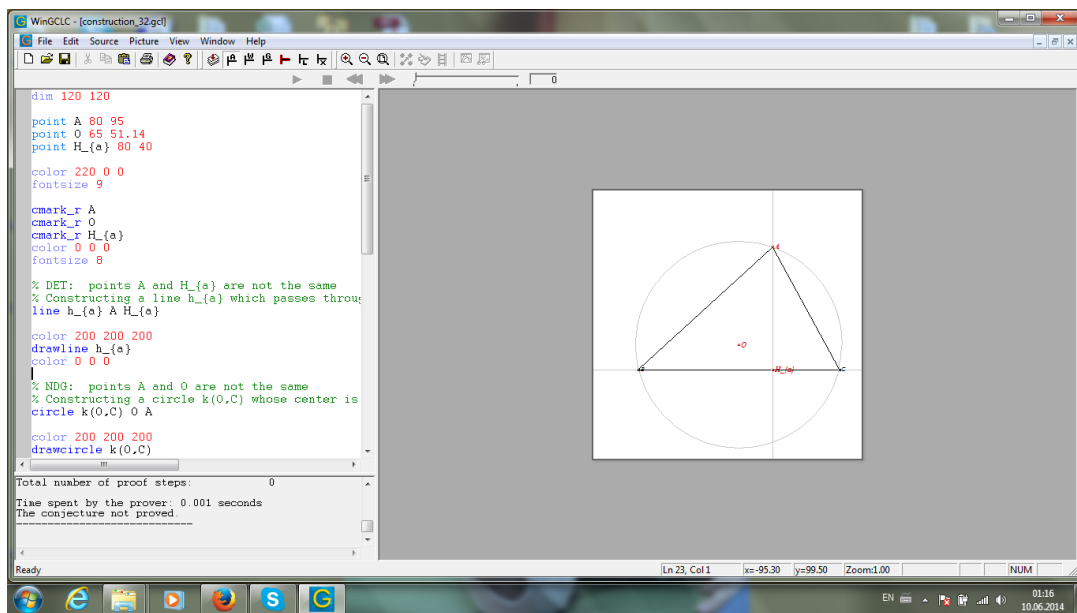 WinGCLC - [construction_32.gcl]
File Edit Source Picture View Window Help
0
dim 120 120
point A 80 95
point O 65 51.14
point H_{a} 80 40
color 220 0 0
fontsize 9
cmark_r A
cmark_r O
cmark_r H_{a}
color 0 0 0
fontsize 8
% DET: points A and H_{a} are not the same
% Constructing a line h_{a} which passes throu
line h_{a} A H_{a}
color 200 200 200
drawline h_{a}
color 0 0 0
% NDG: points A and O are not the same
% Constructing a circle k(O,C) whose center is
circle k(O,C) O A
color 200 200 200
drawcircle k(O,C)
A
O
B
H_{a}
C
Total number of proof steps: 0
Time spent by the prover: 0.001 seconds
The conjecture not proved.
-----------------------------
Ready
Ln 23, Col 1 x=-95.30 y=99.50 Zoom:1.00 NUM
EN 01:16
10.06.2014